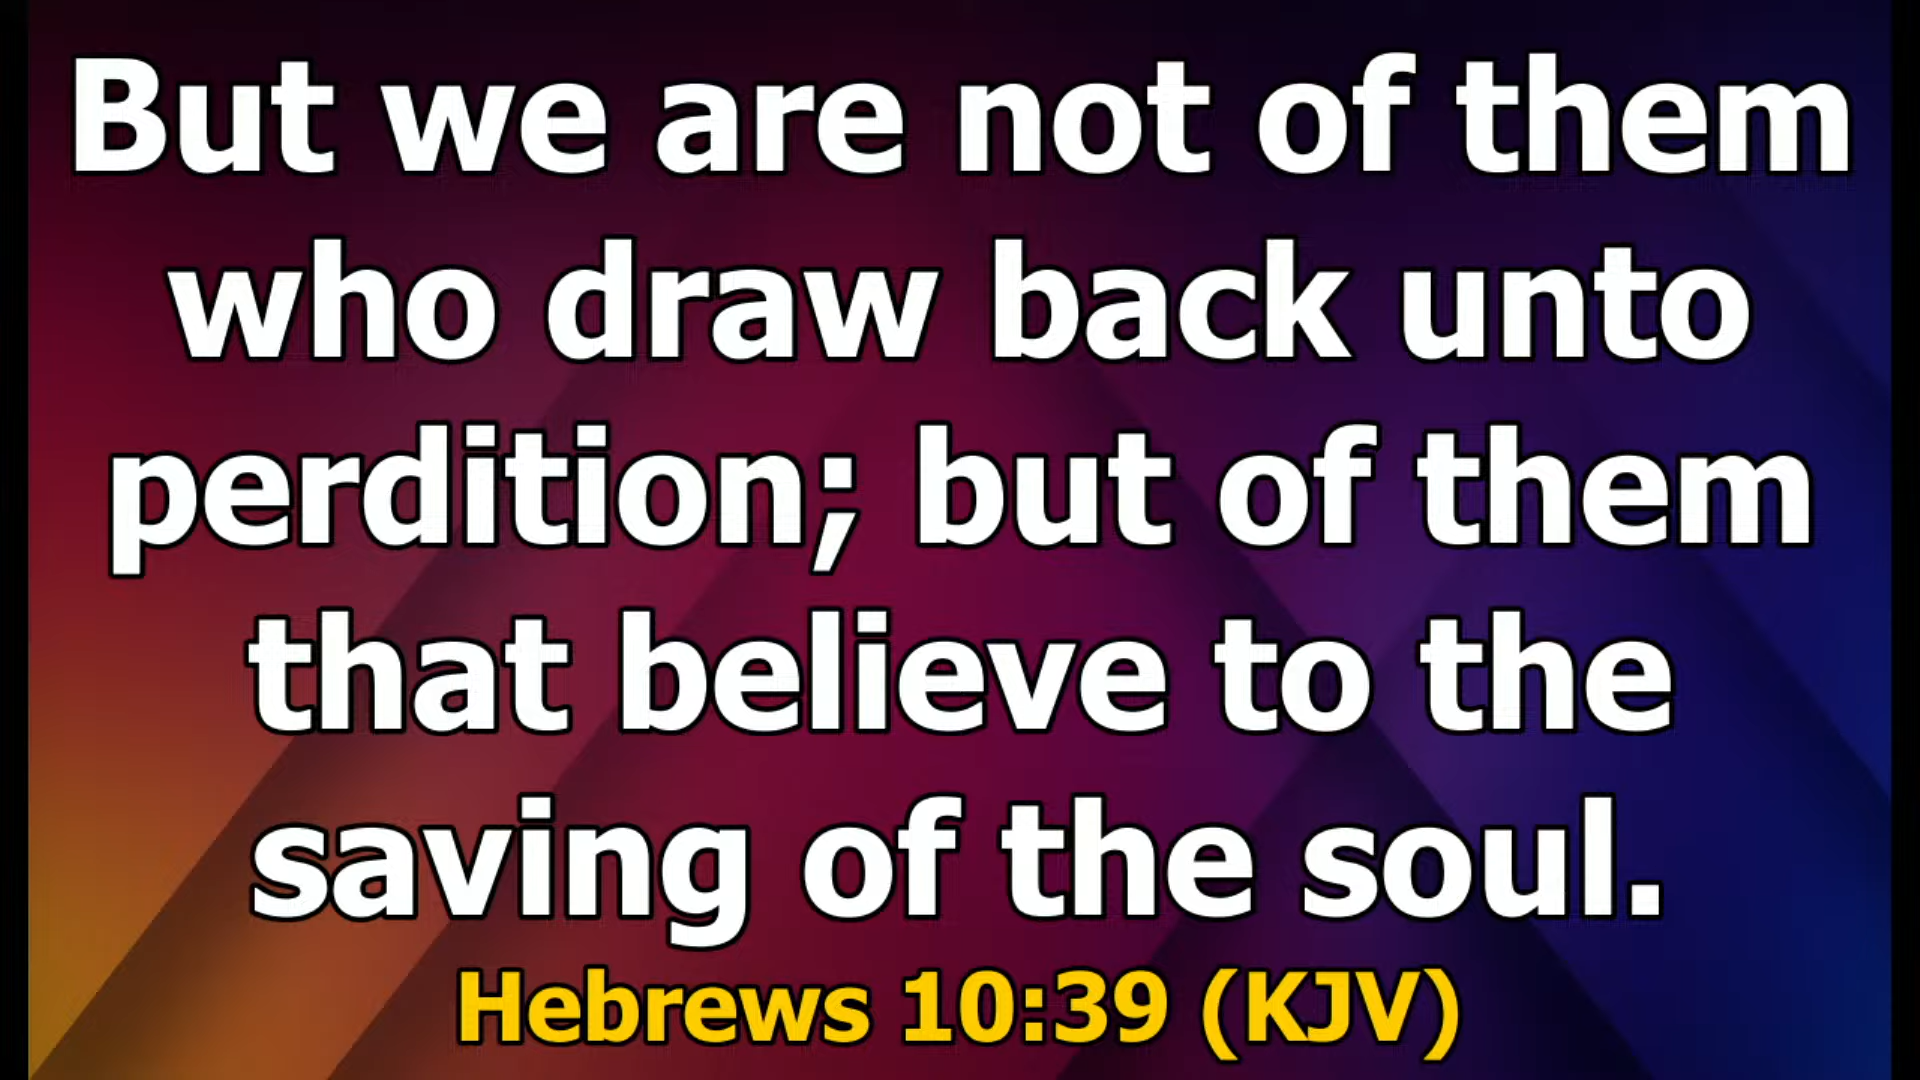 But we are not of them
who draw back unto
perdition; but of them
that believe to the
saving of the soul.
Hebrews 10:39 (KJV)